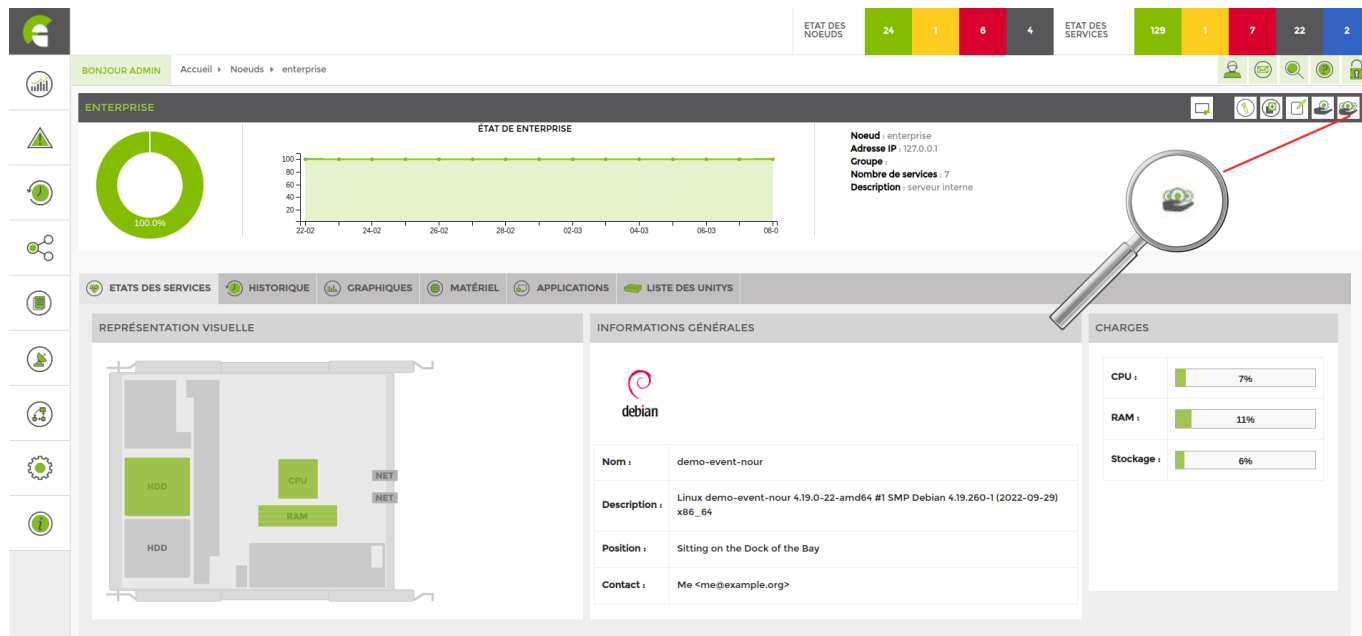 ETAT DES
NOEUDS
24
1
6
4
ETAT DES
SERVICES
129
1
7
22
2
BONJOUR ADMIN
Accueil ▸ Noeuds ▸ enterprise
ENTERPRISE
ÉTAT DE ENTERPRISE
100
80
60
40
20
22-02
24-02
26-02
28-02
02-03
04-03
06-03
08-0
100.0%
Noeud : enterprise
Adresse IP : 127.0.0.1
Groupe :
Nombre de services : 7
Description : serveur interne
ETATS DES SERVICES
HISTORIQUE
GRAPHIQUES
MATÉRIEL
APPLICATIONS
LISTE DES UNITYS
REPRÉSENTATION VISUELLE
HDD
HDD
CPU
RAM
NET
NET
INFORMATIONS GÉNÉRALES
debian
Nom : demo-event-nour
Description : Linux demo-event-nour 4.19.0-22-amd64 #1 SMP Debian 4.19.260-1 (2022-09-29)
x86_64
Position : Sitting on the Dock of the Bay
Contact : Me <me@example.org>
CHARGES
CPU : 7%
RAM : 11%
Stockage : 6%